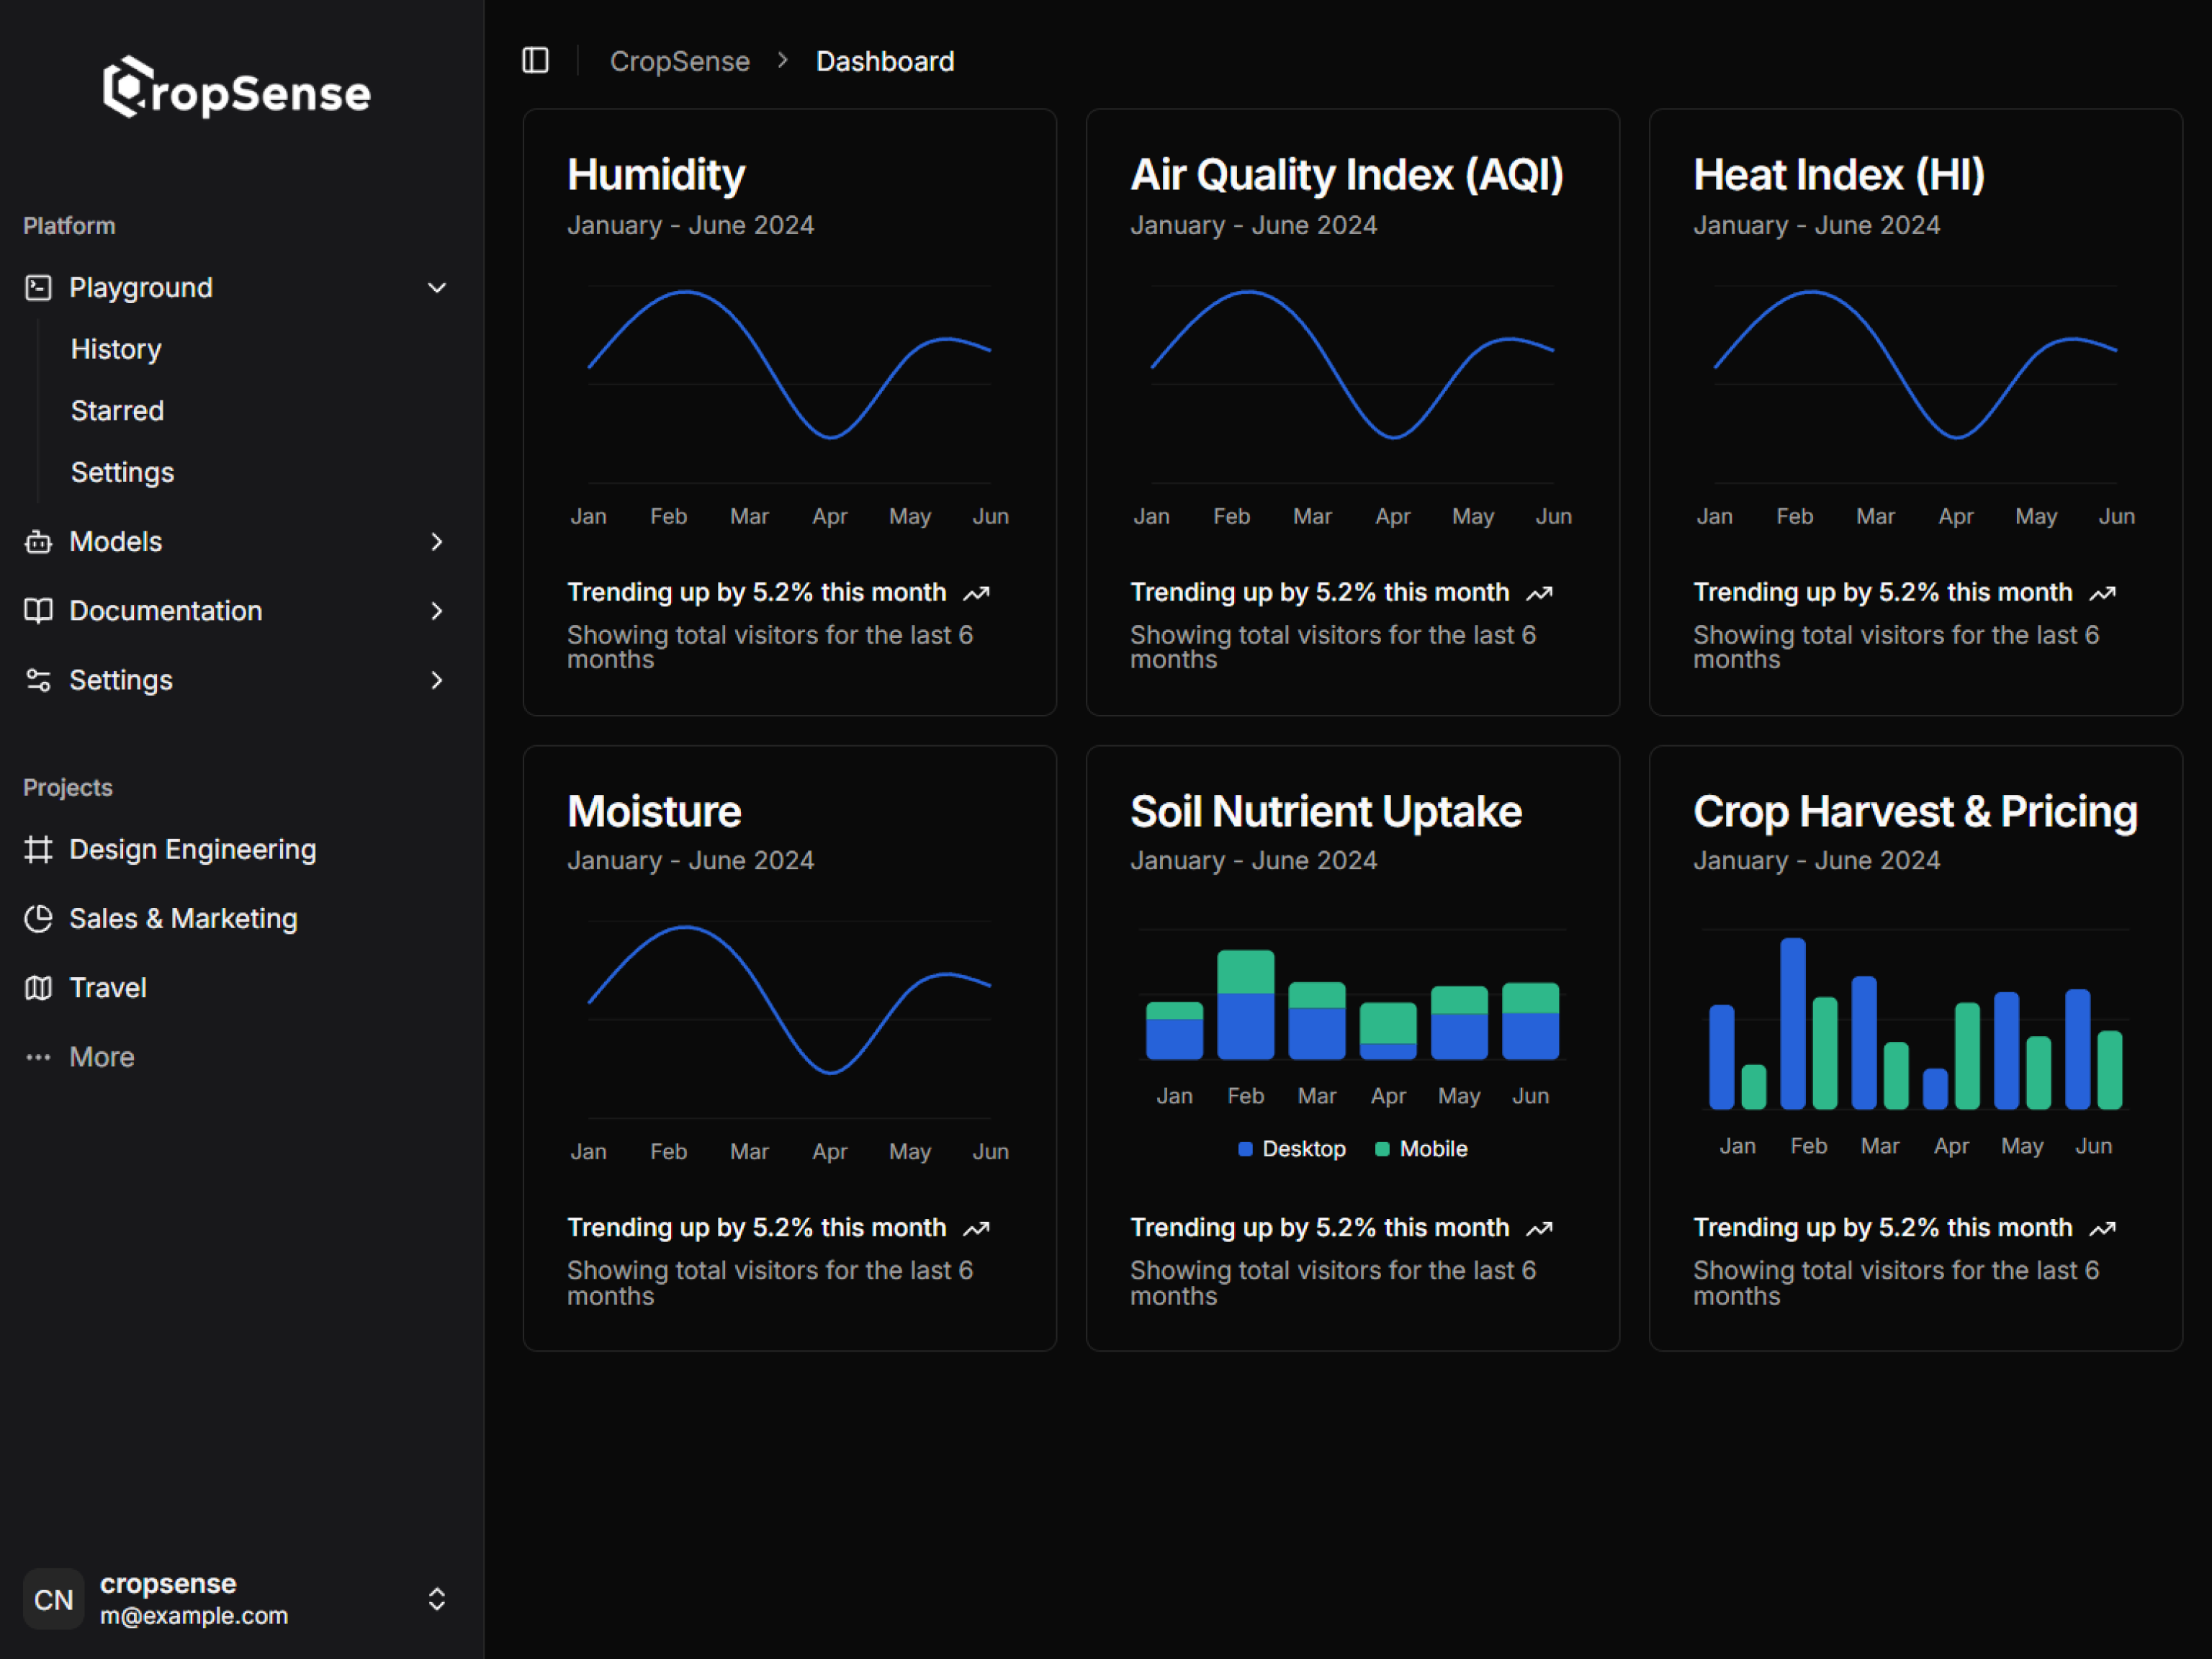 CropSense
Platform
Playground
History
Starred
Settings
Models
Documentation
Settings
Projects
Design Engineering
Sales & Marketing
Travel
More
CN
cropsense
m@example.com
CropSense
Dashboard
Humidity
January - June 2024
Jan Feb Mar Apr May Jun
Trending up by 5.2% this month
Showing total visitors for the last 6
months
Air Quality Index (AQI)
January - June 2024
Jan Feb Mar Apr May Jun
Trending up by 5.2% this month
Showing total visitors for the last 6
months
Heat Index (HI)
January - June 2024
Jan Feb Mar Apr May Jun
Trending up by 5.2% this month
Showing total visitors for the last 6
months
Moisture
January - June 2024
Jan Feb Mar Apr May Jun
Trending up by 5.2% this month
Showing total visitors for the last 6
months
Soil Nutrient Uptake
January - June 2024
Jan Feb Mar Apr May Jun
Desktop Mobile
Trending up by 5.2% this month
Showing total visitors for the last 6
months
Crop Harvest & Pricing
January - June 2024
Jan Feb Mar Apr May Jun
Trending up by 5.2% this month
Showing total visitors for the last 6
months